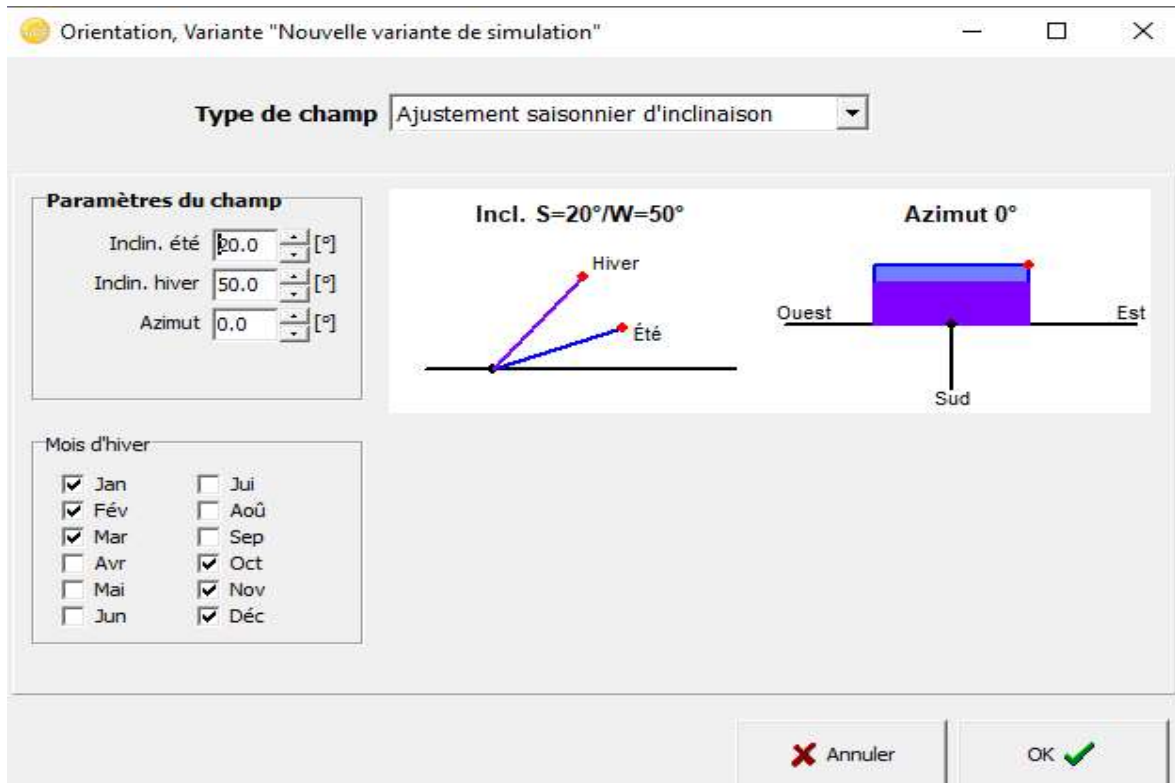 Orientation, Variante "Nouvelle variante de simulation"
Type de champ Ajustement saisonnier d'inclinaison
Paramètres du champ
Inclin. été 20.0 [°]
Inclin. hiver 50.0 [°]
Azimut 0.0 [°]
Incl. S=20°/W=50°
Hiver
Été
Azimut 0°
Ouest
Est
Sud
Mois d'hiver
Jan Jui
Fév Aoû
Mar Sep
Avr Oct
Mai Nov
Jun Déc
Annuler
OK